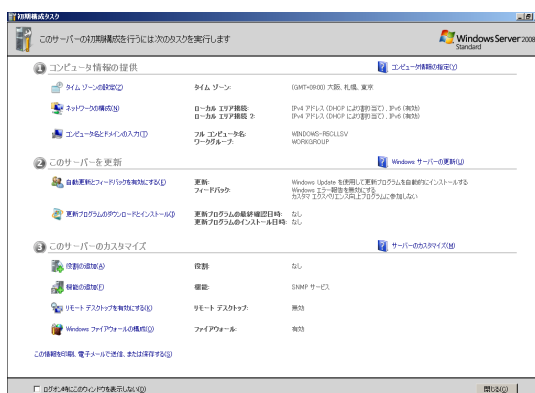 初期構成タスク
このサーバーの初期構成を行うには次のタスクを実行します
Windows Server 2008
Standard
1 コンピュータ情報の提供
コンピュータ情報の指定(Y)
タイム ゾーンの設定(Z)
タイム ゾーン:
(GMT+09:00) 大阪、札幌、東京
ネットワークの構成(N)
ローカル エリア接続: IPv4 アドレス (DHCP により割り当て)、IPv6 (有効)
ローカル エリア接続 2: IPv4 アドレス (DHCP により割り当て)、IPv6 (有効)
コンピュータ名とドメインの入力(T)
フル コンピュータ名:
ワークグループ: WORKGROUP
2 このサーバーを更新
Windows サーバーの更新(U)
自動更新とフィードバックを有効にする(E)
更新: Windows Update を使用して更新プログラムを自動的にインストールする
フィードバック: Windows エラー報告を無効にする
カスタマ エクスペリエンス向上プログラムに参加しない
更新プログラムのダウンロードとインストール(I)
更新プログラムの最終確認日時: なし
更新プログラムのインストール日時: なし
3 このサーバーのカスタマイズ
サーバーのカスタマイズ(M)
役割の追加(A)
役割: なし
機能の追加(F)
機能: SNMP サービス
リモート デスクトップを有効にする(K)
リモート デスクトップ: 無効
Windows ファイアウォールの構成(O)
ファイアウォール: 有効
この情報を印刷、電子メールで送信、または保存する(S)
ログオン時にこのウィンドウを表示しない(D)
閉じる(C)